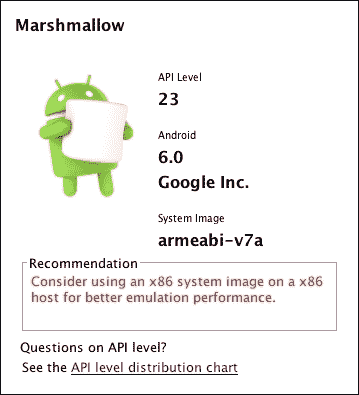 Marshmallow
API Level
23
Android
6.0
Google Inc.
System Image
armeabi-v7a
Recommendation
Consider using an x86 system image on a x86
host for better emulation performance.
Questions on API level?
See the API level distribution chart